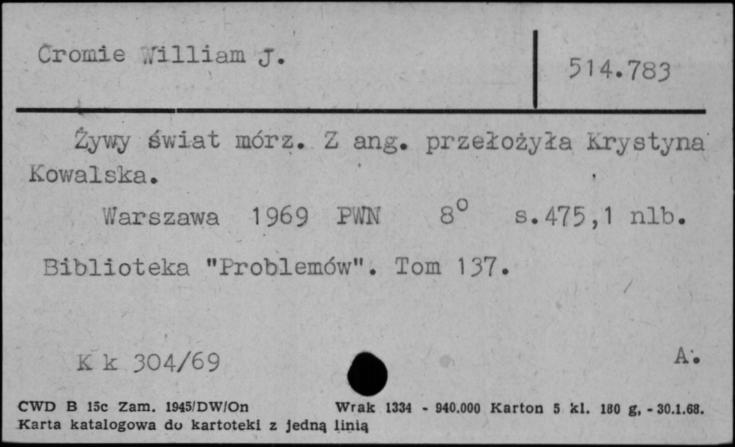 Cromie William J.
514.783
Żywy świat mórz. Z ang. przełożyła Krystyna
Kowalska.
Warszawa 1969 PWN 8° s.475,1 nlb.
Biblioteka "Problemów". Tom 137.
K k 304/69
A.
CWD B 15c Zam. 1945/DW/On Wrak 1334 - 940.000 Karton 5 kl. 180 g, - 30.1.68.
Karta katalogowa do kartoteki z jedną linią